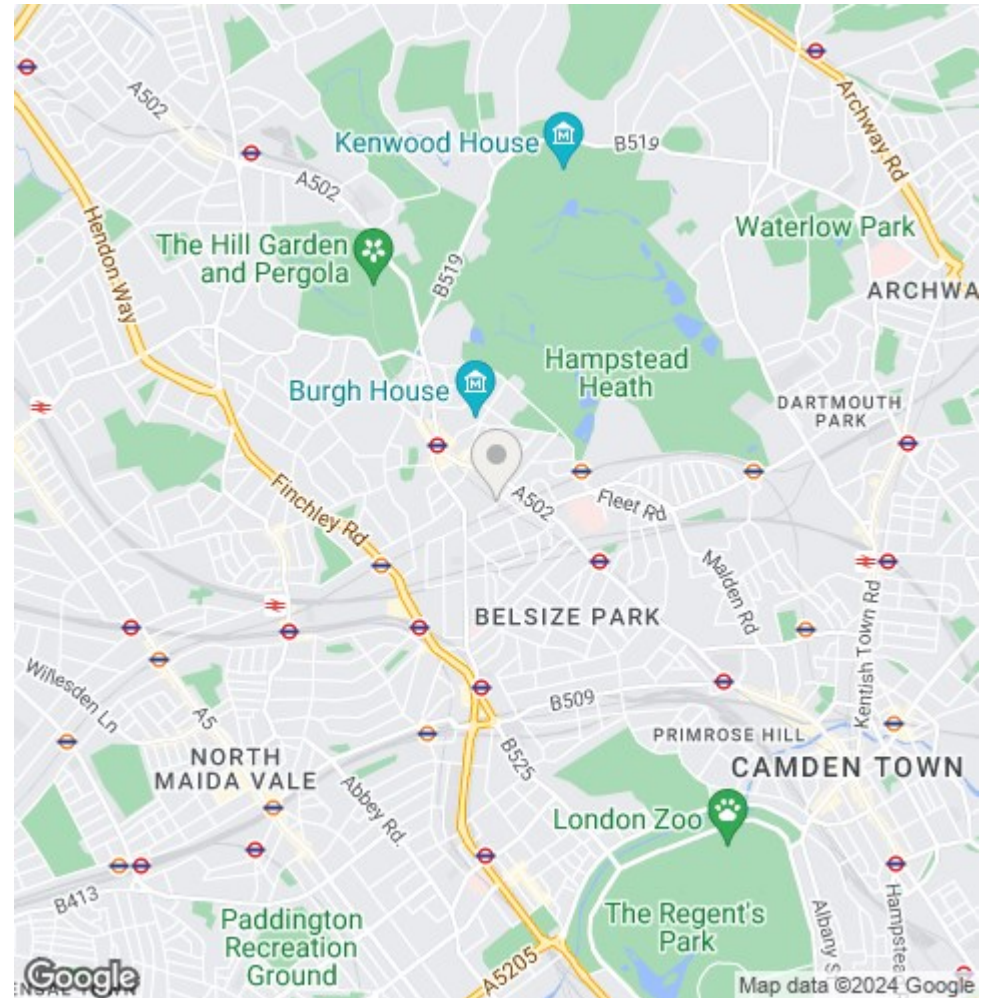 A502
Archway Rd
Kenwood House
B519
A502
Waterlow Park
The Hill Garden
and Pergola
Hendon Way
B519
ARCHWA
Hampstead
Heath
Burgh House
DARTMOUTH
PARK
A502
Fleet Rd
Finchley Rd
Malden Rd
BELSIZE PARK
Kentish Town Rd
Willesden Ln
A5
B509
PRIMROSE HILL
NORTH
MAIDA VALE
B525
CAMDEN TOWN
Abbey Rd.
London Zoo
B413
Paddington
Recreation
Ground
The Regent's
Park
Albany S
Hampstea
A5205
Google
Map data ©2024 Google